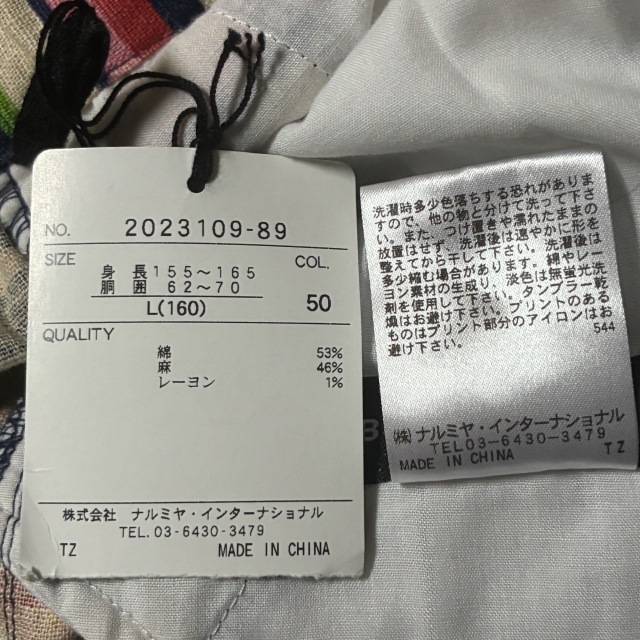 NO. 2023109-89
SIZE
COL.
身 長 155～165
胴 囲 62～70
L(160)
50
QUALITY
綿 53%
麻 46%
レーヨン 1%
株式会社 ナルミヤ・インターナショナル
TEL. 03-6430-3479
TZ MADE IN CHINA
洗濯時多少色落ちする恐れがありま
すので、他の物と分けて洗って下さ
い。また、つけ置きや濡れたままの
放置はせず、洗濯後は速やかに形を
整えてから干して下さい。洗濯後は
多少縮む場合があります。綿やレー
ヨン素材の生成り、淡色は無蛍光洗
剤を使用して下さい。タンブラー乾
燥はお避け下さい。プリントのある
ものはプリント部分のアイロンはお
避け下さい。
544
㈱ ナルミヤ・インターナショナル
TEL03-6430-3479
MADE IN CHINA TZ
B